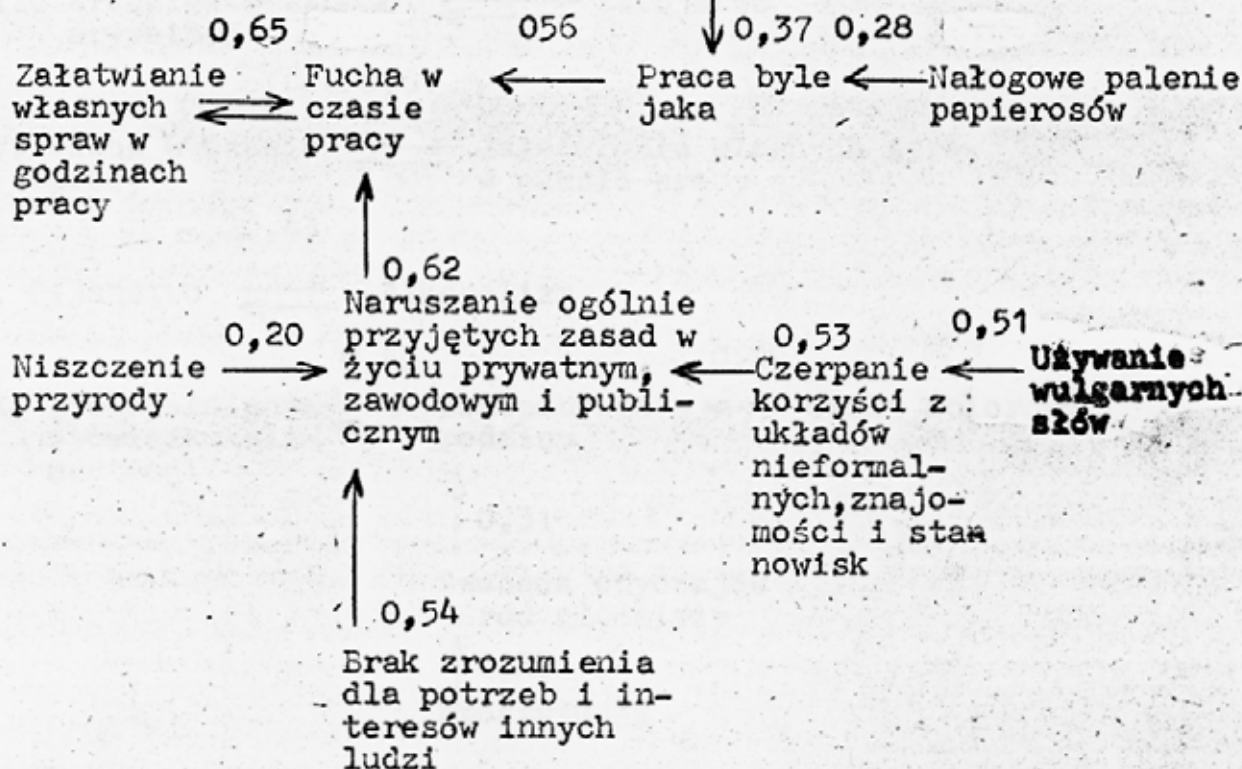 0,65 056 0,37 0,28
Załatwianie
własnych
spraw w
godzinach
pracy
Fucha w
czasie
pracy
Praca byle
jaka
Nałogowe palenie
papierosów
0,62
Naruszanie ogólnie
przyjętych zasad w
życiu prywatnym,
zawodowym i publi-
cznym
0,20
Niszczenie
przyrody
0,53
Czerpanie
korzyści z
układów
nieformal-
nych,znajo-
mości i stan
nowisk
0,51
Używanie
wulgarnych
słów
0,54
Brak zrozumienia
dla potrzeb i in-
teresów innych
ludzi